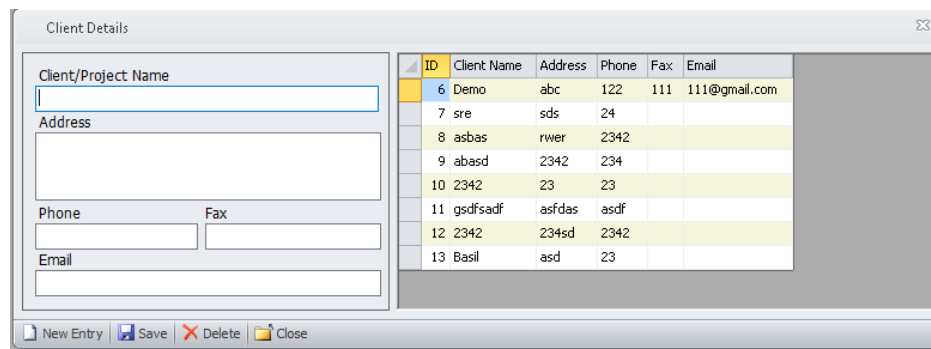 Client Details
Client/Project Name
Address
Phone Fax
Email
ID Client Name Address Phone Fax Email
6 Demo abc 122 111 111@gmail.com
7 sre sds 24
8 asbas rwer 2342
9 abasd 2342 234
10 2342 23 23
11 gsdfsadf asfdas asdf
12 2342 234sd 2342
13 Basil asd 23
New Entry Save Delete Close